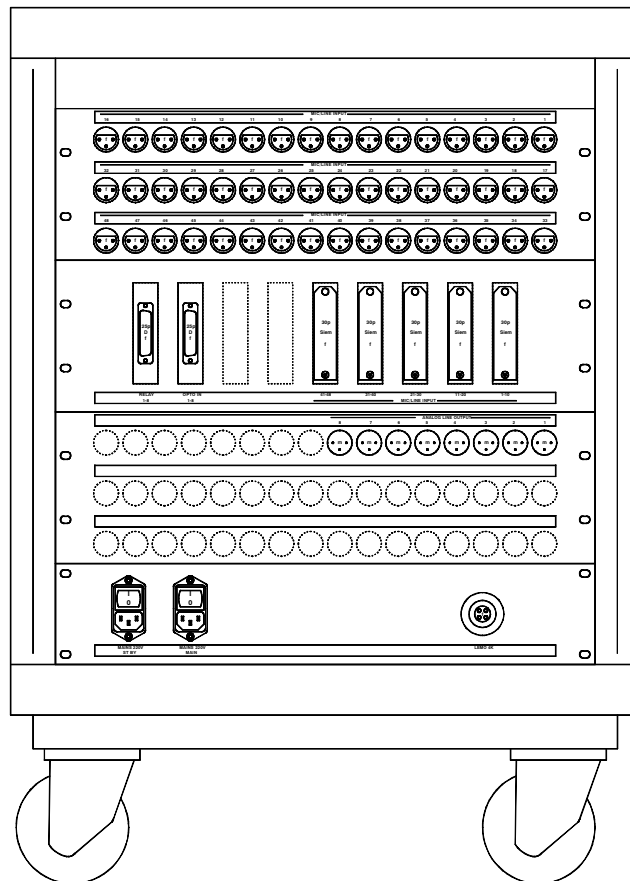 MIC/LINE INPUT
16 15 14 13 12 11 10 9 8 7 6 5 4 3 2 1
f f f f f f f f f f f f f f f f
MIC/LINE INPUT
32 31 30 29 28 27 26 25 24 23 22 21 20 19 18 17
f f f f f f f f f f f f f f f f
MIC/LINE INPUT
48 47 46 45 44 43 42 41 40 39 38 37 36 35 34 33
f f f f f f f f f f f f f f f f
25p 25p 30p 30p 30p 30p 30p
D D Siem Siem Siem Siem Siem
f f f f f f f
RELAY OPTO IN 41-48 31-40 21-30 11-20 1-10
1-8 1-8 MIC/LINE INPUT
ANALOG LINE OUTPUT
8 7 6 5 4 3 2 1
m m m m m m m m
I I
0 0
MAINS 220V MAINS 220V LEMO 4K
ST BY MAIN